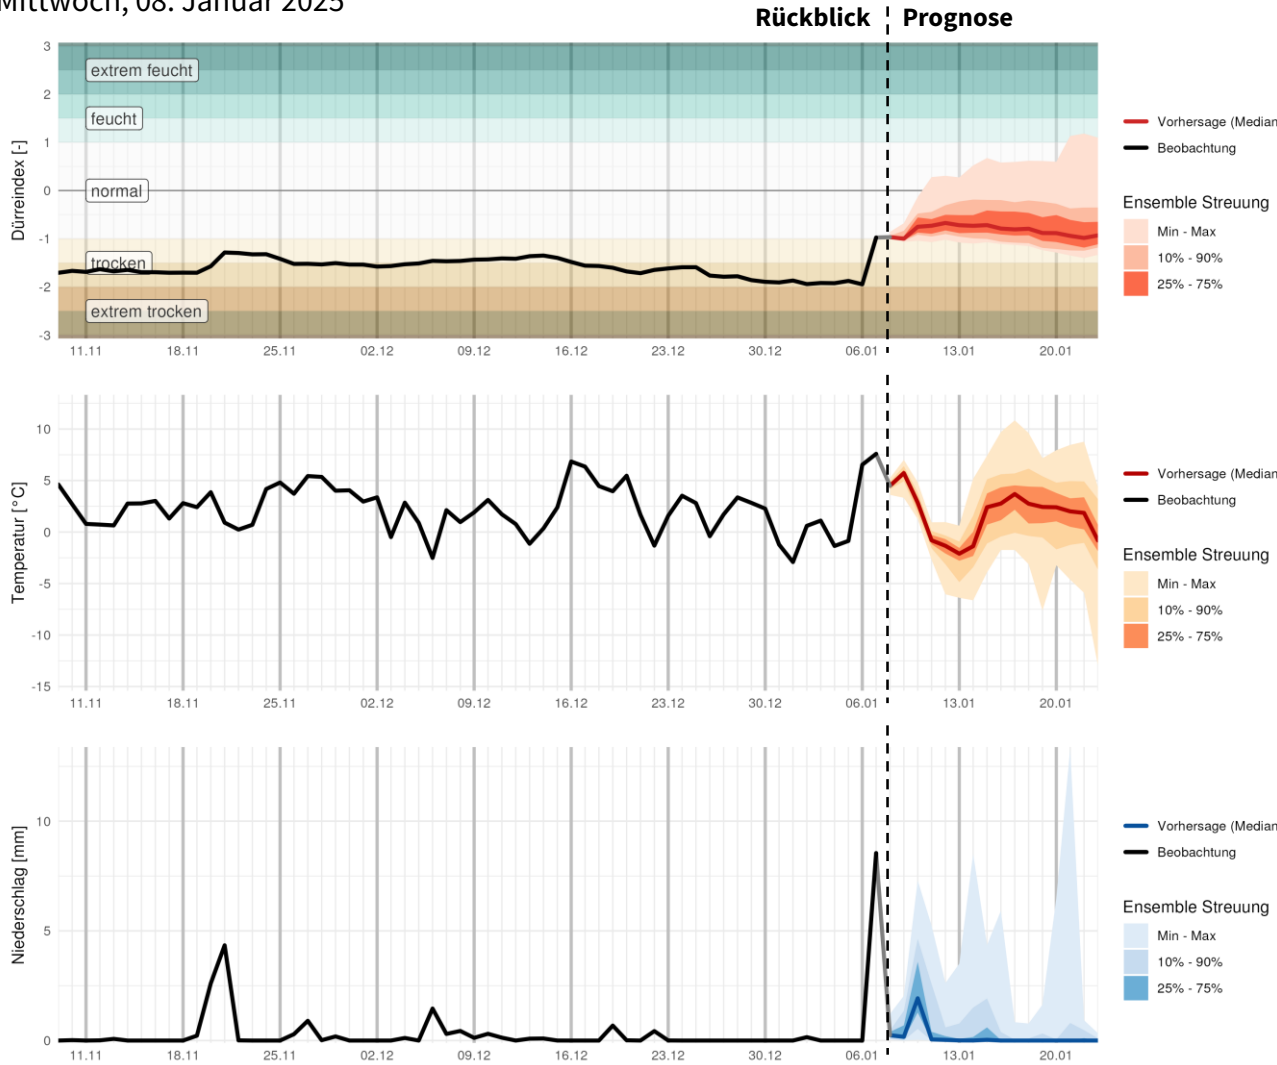 Mittwoch, 08. Januar 2025
Rückblick
Prognose
Dürreindex [-]
3
2
1
0
-1
-2
-3
extrem feucht
feucht
normal
trocken
extrem trocken
11.11
18.11
25.11
02.12
09.12
16.12
23.12
30.12
06.01
13.01
20.01
Vorhersage (Median
Beobachtung
Ensemble Streuung
Min - Max
10% - 90%
25% - 75%
Temperatur [°C]
10
5
0
-5
-10
-15
11.11
18.11
25.11
02.12
09.12
16.12
23.12
30.12
06.01
13.01
20.01
Vorhersage (Median
Beobachtung
Ensemble Streuung
Min - Max
10% - 90%
25% - 75%
Niederschlag [mm]
10
5
0
11.11
18.11
25.11
02.12
09.12
16.12
23.12
30.12
06.01
13.01
20.01
Vorhersage (Median
Beobachtung
Ensemble Streuung
Min - Max
10% - 90%
25% - 75%